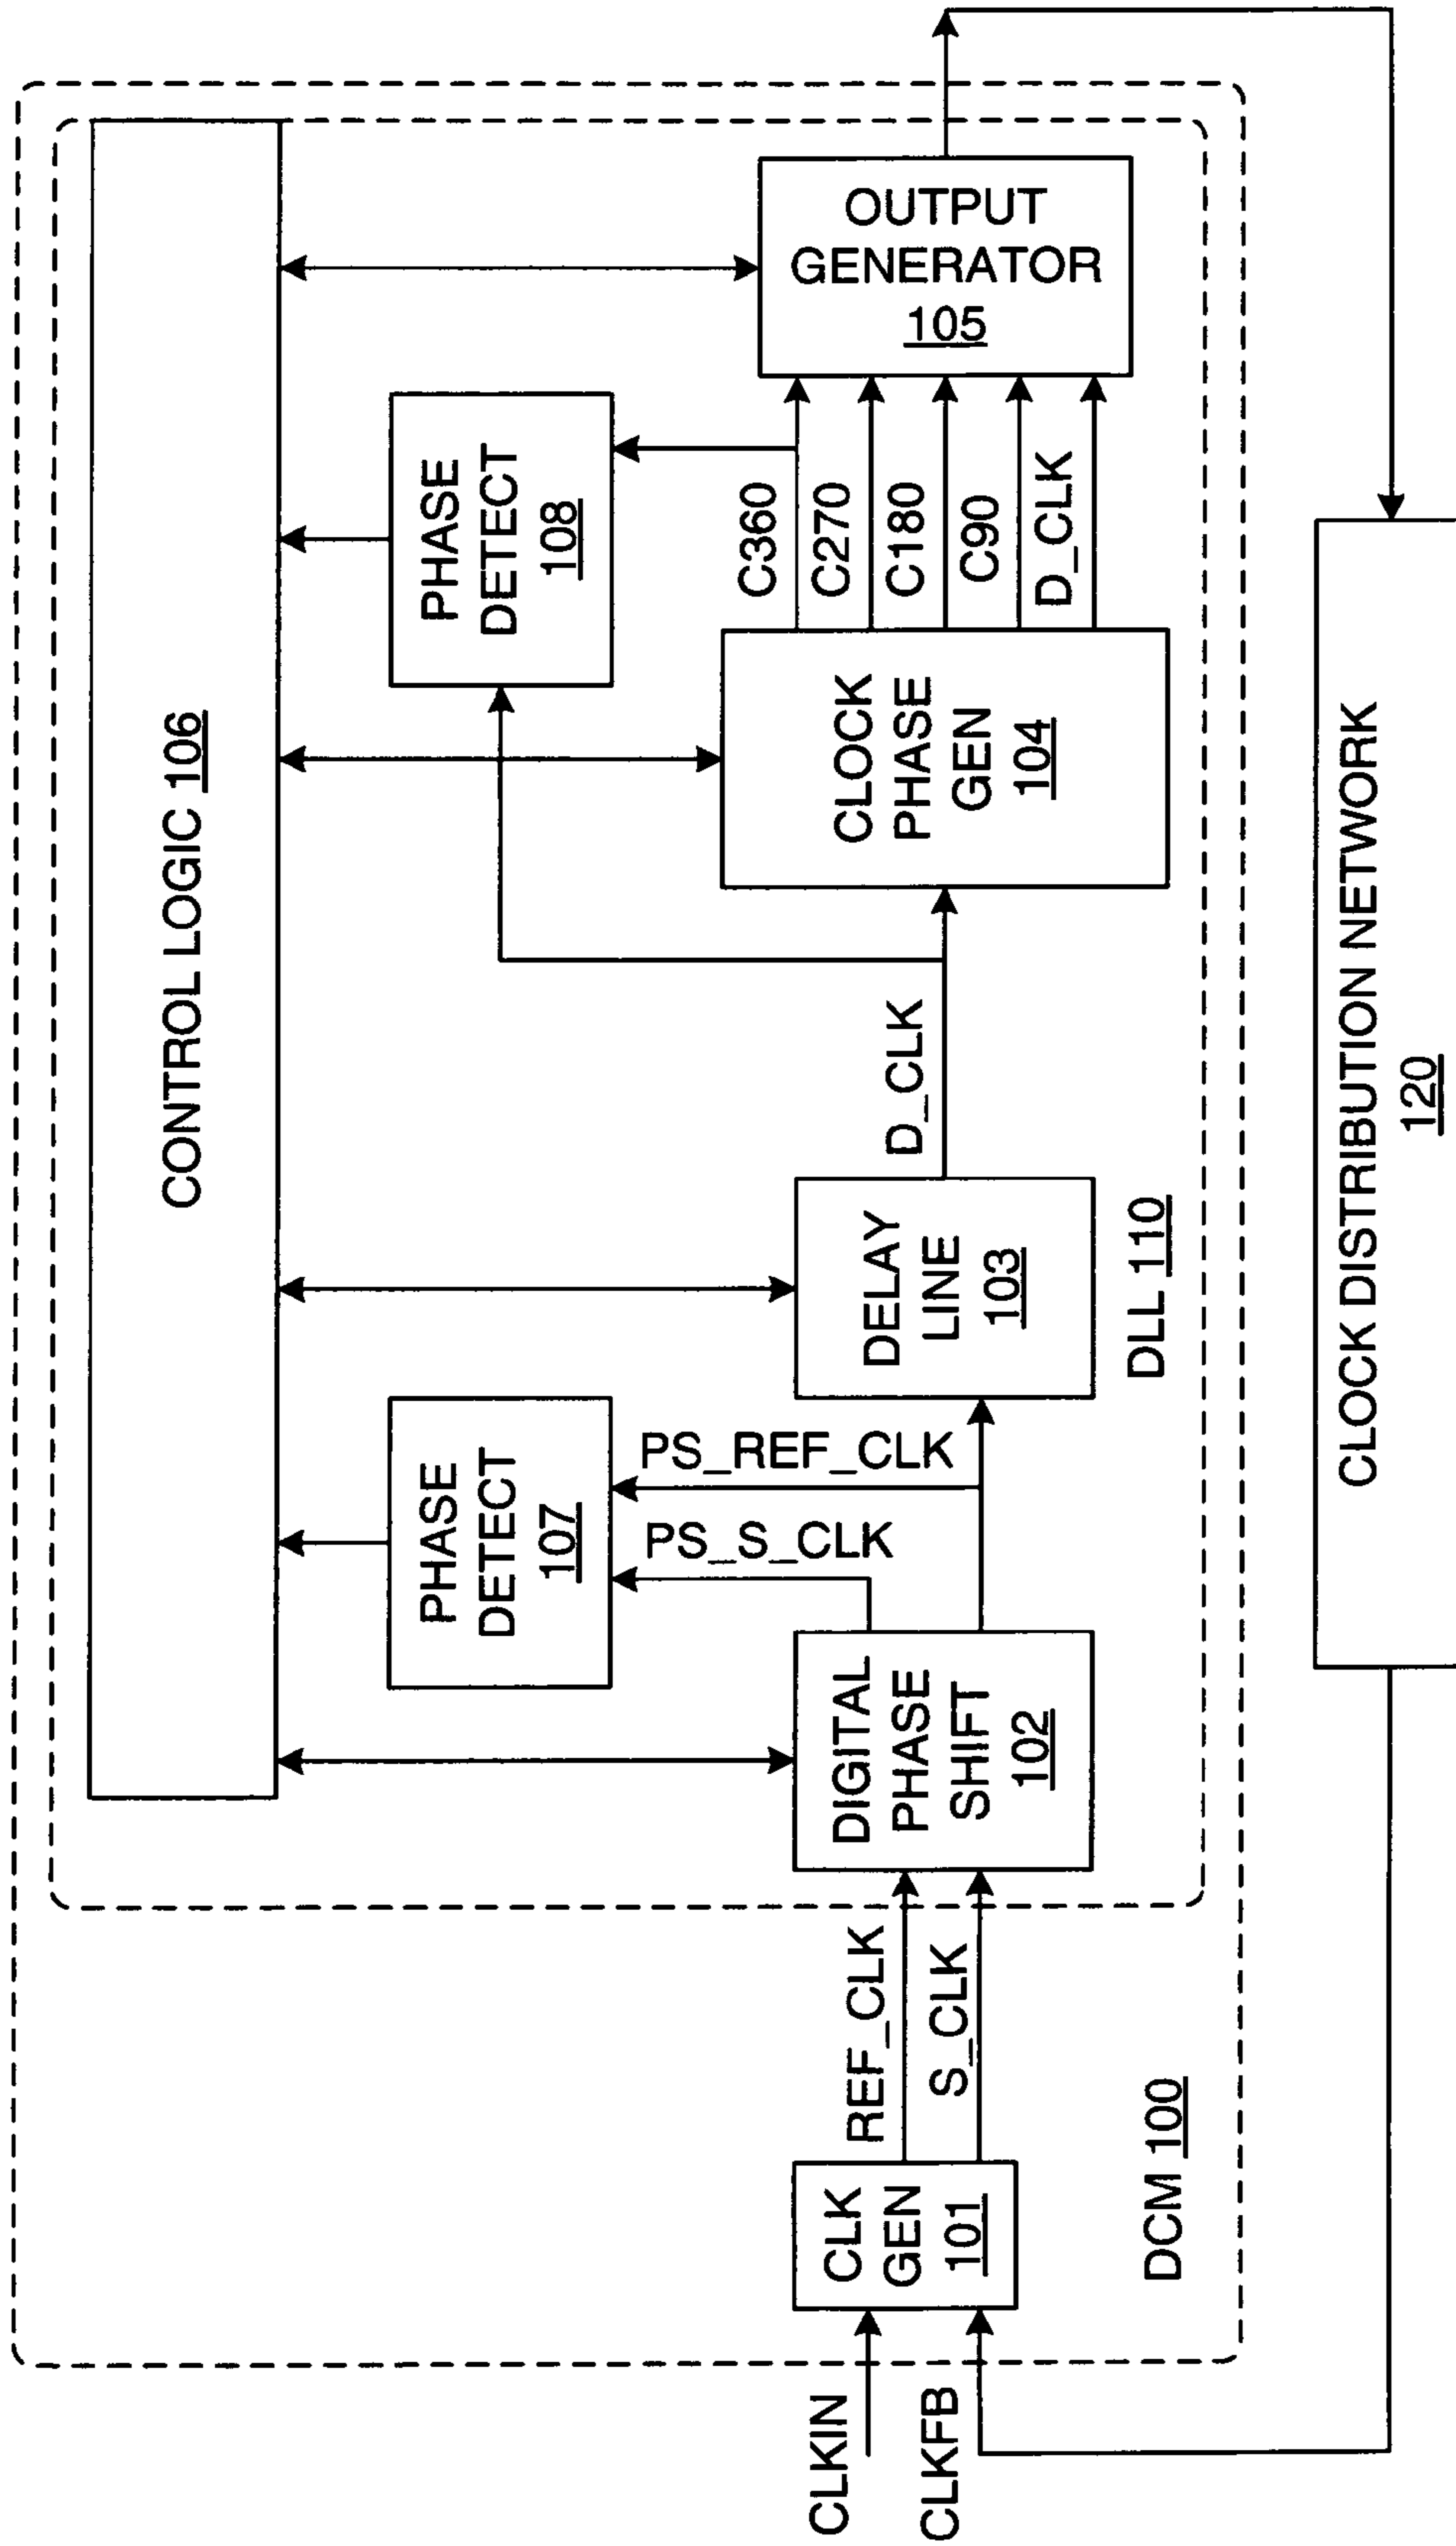 CONTROL LOGIC 106
PHASE
DETECT
107
PHASE
DETECT
108
PS_REF_CLK
PS_S_CLK
CLKIN
CLKFB
CLK
GEN
101
REF_CLK
S_CLK
DIGITAL
PHASE
SHIFT
102
DELAY
LINE
103
D_CLK
CLOCK
PHASE
GEN
104
C360
C270
C180
C90
D_CLK
OUTPUT
GENERATOR
105
DLL 110
DCM 100
CLOCK DISTRIBUTION NETWORK
120